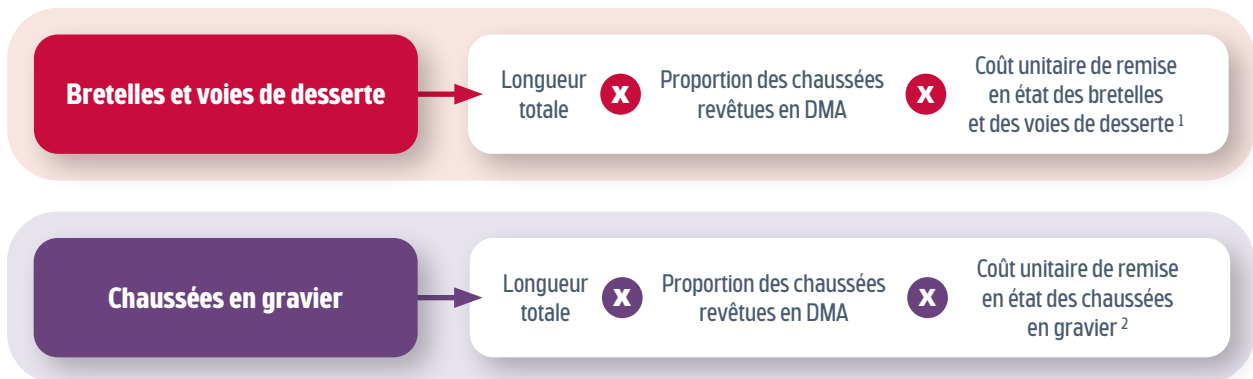 Bretelles et voies de desserte
Longueur
totale
X
Proportion des chaussées
revêtues en DMA
X
Coût unitaire de remise
en état des bretelles
et des voies de desserte 1
Chaussées en gravier
Longueur
totale
X
Proportion des chaussées
revêtues en DMA
X
Coût unitaire de remise
en état des chaussées
en gravier 2